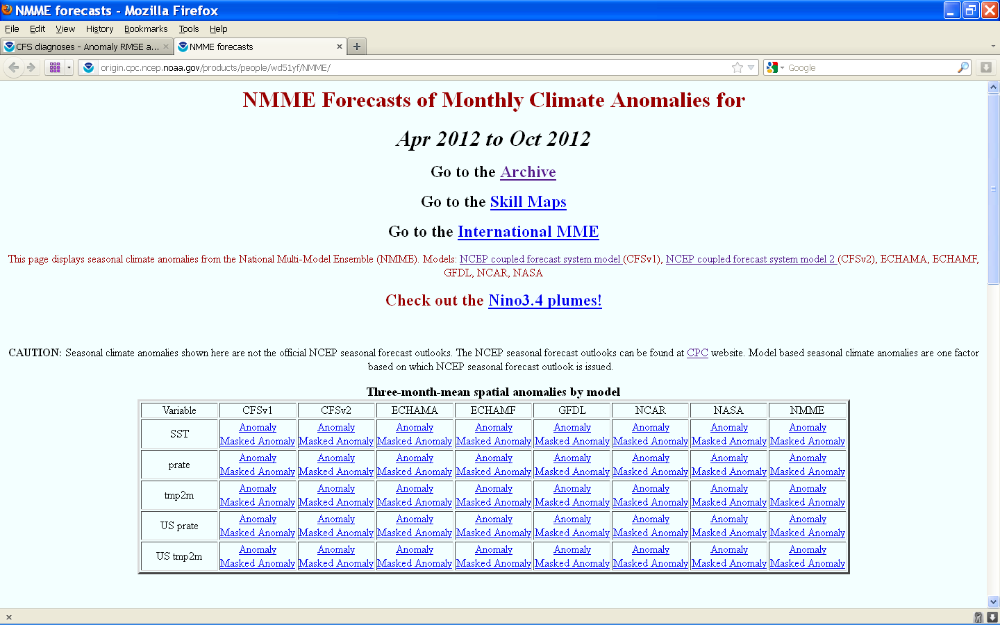 NMME forecasts - Mozilla Firefox
File Edit View History Bookmarks Tools Help
CFS diagnoses - Anomaly RMSE a... NMME forecasts
origin.cpc.ncep.noaa.gov/products/people/wd51yf/NMME/ Google
NMME Forecasts of Monthly Climate Anomalies for
Apr 2012 to Oct 2012
Go to the Archive
Go to the Skill Maps
Go to the International MME
This page displays seasonal climate anomalies from the National Multi-Model Ensemble (NMME). Models: NCEP coupled forecast system model (CFSv1), NCEP coupled forecast system model 2 (CFSv2), ECHAMA, ECHAMF,
GFDL, NCAR, NASA
Check out the Nino3.4 plumes!
CAUTION: Seasonal climate anomalies shown here are not the official NCEP seasonal forecast outlooks. The NCEP seasonal forecast outlooks can be found at CPC website. Model based seasonal climate anomalies are one factor
based on which NCEP seasonal forecast outlook is issued.
Three-month-mean spatial anomalies by model
Variable CFSv1 CFSv2 ECHAMA ECHAMF GFDL NCAR NASA NMME
SST
Anomaly Anomaly Anomaly Anomaly Anomaly Anomaly Anomaly Anomaly
Masked Anomaly Masked Anomaly Masked Anomaly Masked Anomaly Masked Anomaly Masked Anomaly Masked Anomaly Masked Anomaly
prate
Anomaly Anomaly Anomaly Anomaly Anomaly Anomaly Anomaly Anomaly
Masked Anomaly Masked Anomaly Masked Anomaly Masked Anomaly Masked Anomaly Masked Anomaly Masked Anomaly Masked Anomaly
tmp2m
Anomaly Anomaly Anomaly Anomaly Anomaly Anomaly Anomaly Anomaly
Masked Anomaly Masked Anomaly Masked Anomaly Masked Anomaly Masked Anomaly Masked Anomaly Masked Anomaly Masked Anomaly
US prate
Anomaly Anomaly Anomaly Anomaly Anomaly Anomaly Anomaly Anomaly
Masked Anomaly Masked Anomaly Masked Anomaly Masked Anomaly Masked Anomaly Masked Anomaly Masked Anomaly Masked Anomaly
US tmp2m
Anomaly Anomaly Anomaly Anomaly Anomaly Anomaly Anomaly Anomaly
Masked Anomaly Masked Anomaly Masked Anomaly Masked Anomaly Masked Anomaly Masked Anomaly Masked Anomaly Masked Anomaly